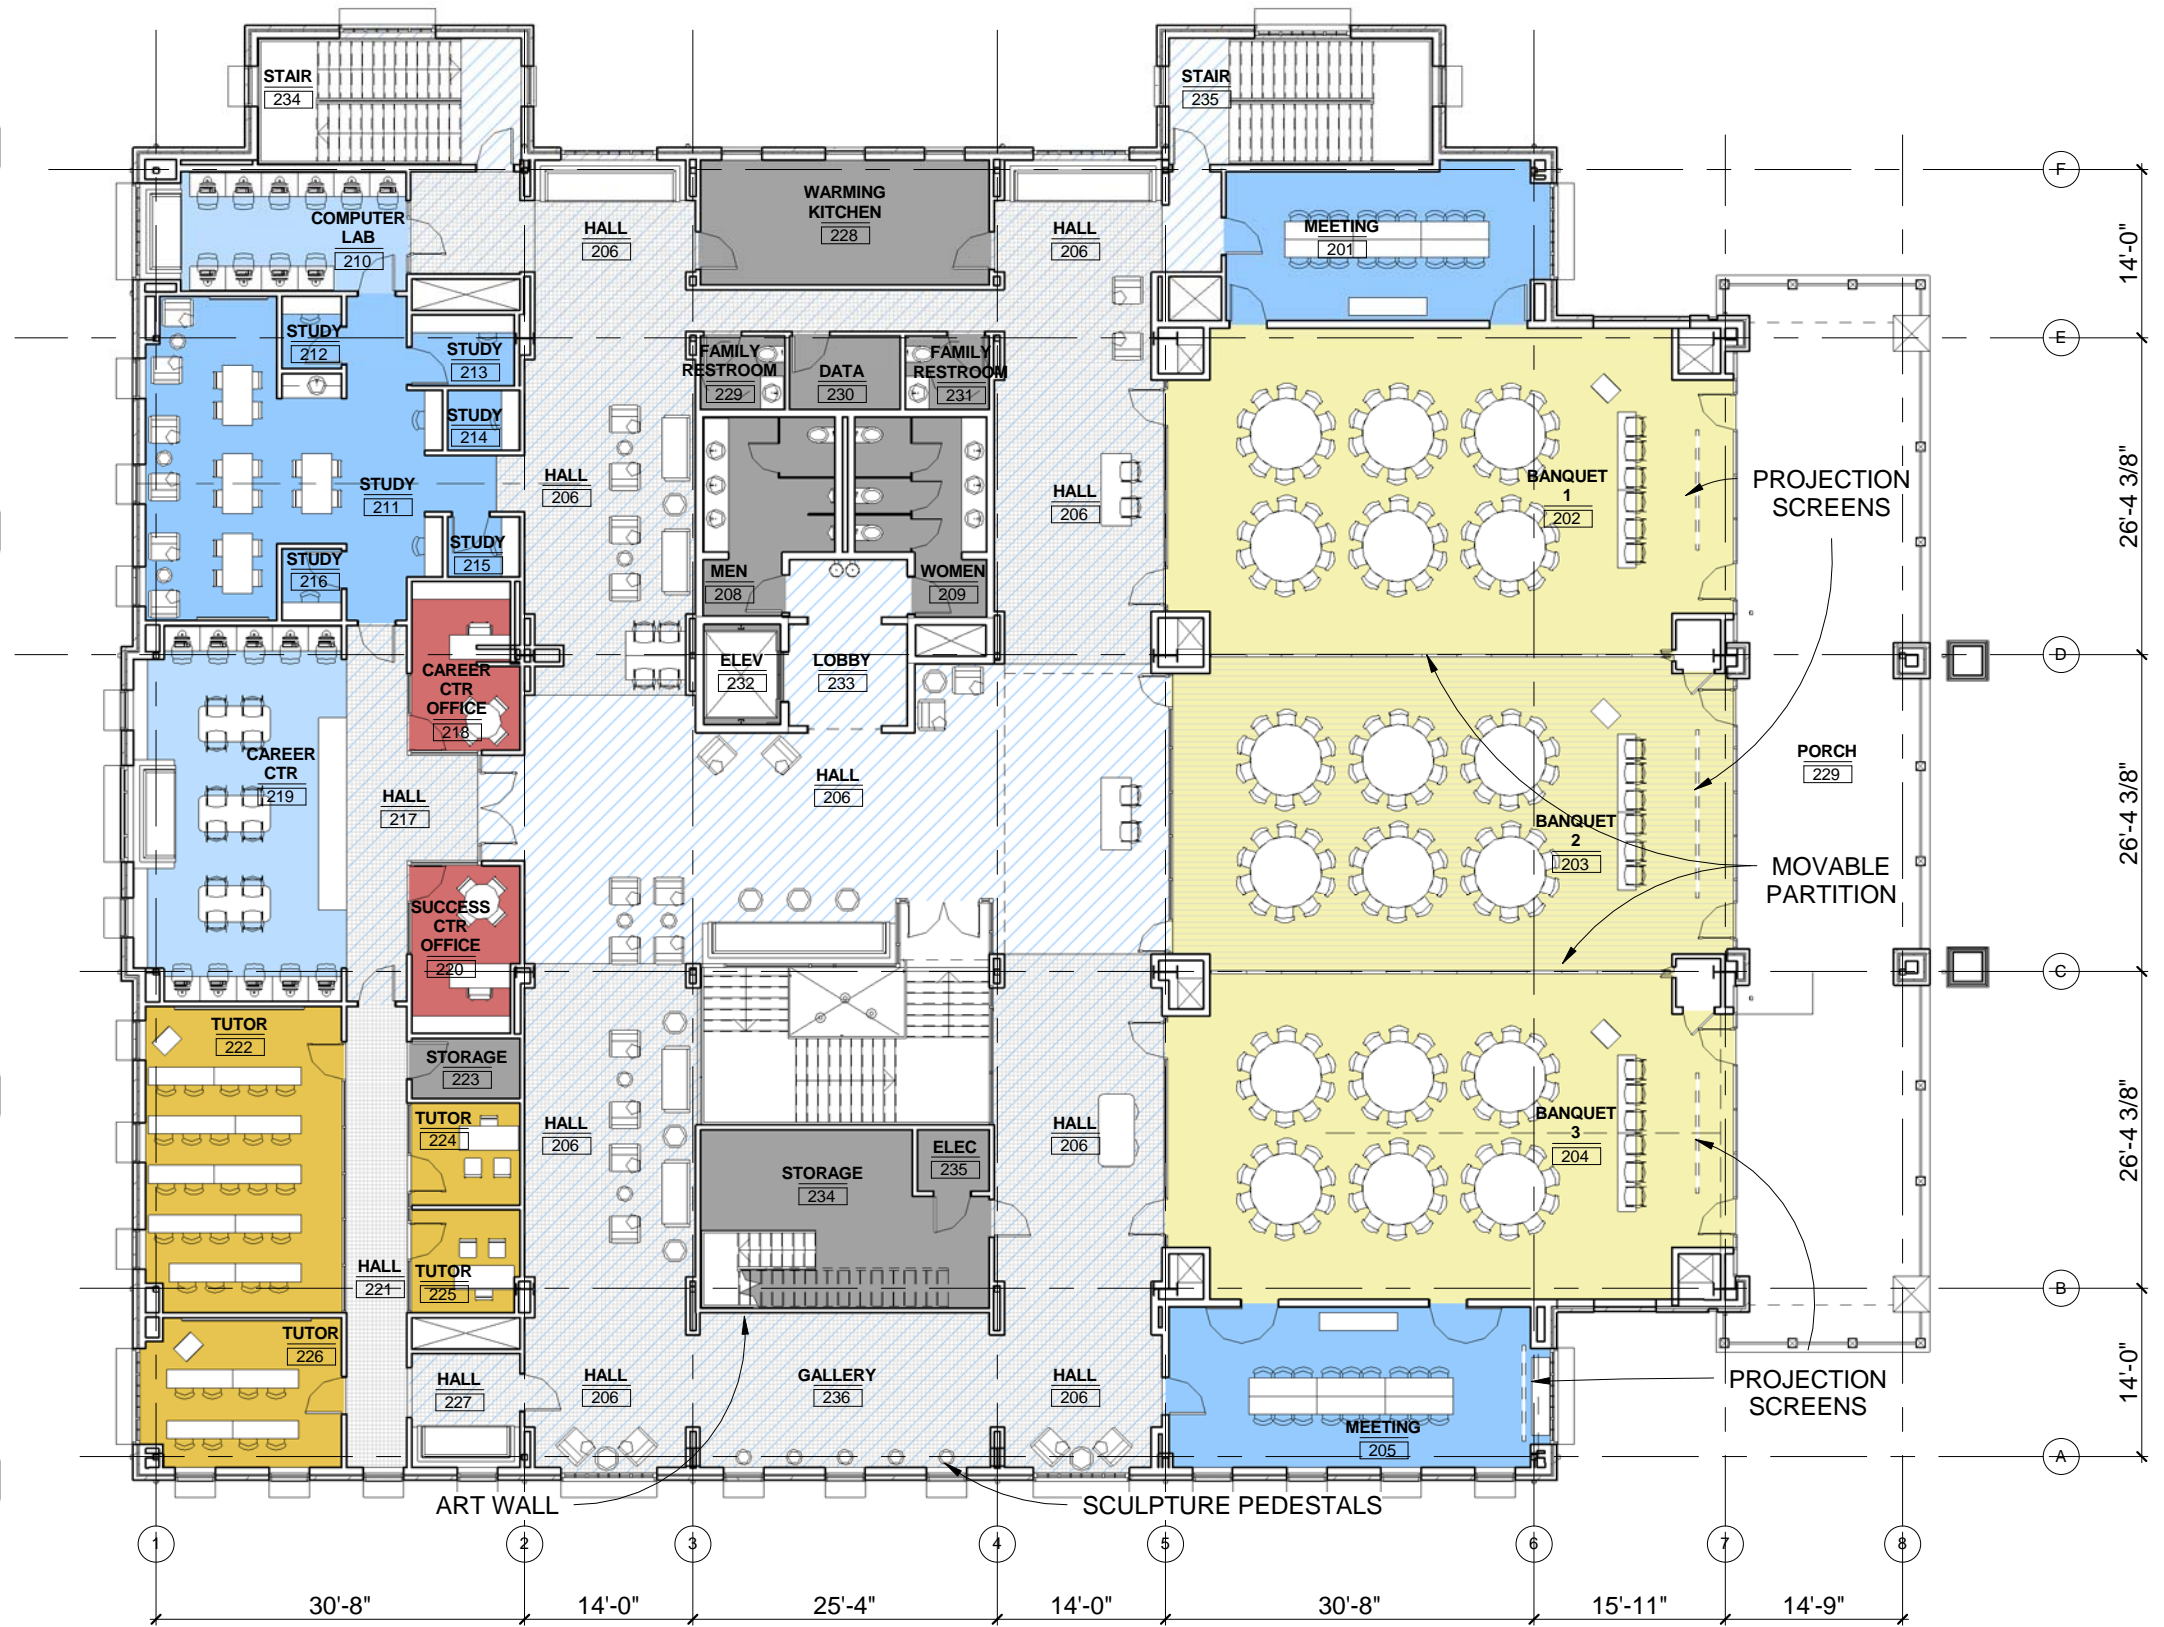 STAIR
234
STAIR
235
F
COMPUTER
LAB
210
HALL
206
WARMING
KITCHEN
228
HALL
206
MEETING
201
14'-0"
STUDY
212
STUDY
213
E
FAMILY
RESTROOM
229
DATA
230
FAMILY
RESTROOM
231
STUDY
214
STUDY
211
HALL
206
HALL
206
BANQUET
1
202
PROJECTION
SCREENS
26'-4 3/8"
STUDY
215
STUDY
216
MEN
208
WOMEN
209
CAREER
CTR
OFFICE
218
ELEV
232
LOBBY
233
D
CAREER
CTR
219
HALL
217
HALL
206
PORCH
229
BANQUET
2
203
MOVABLE
PARTITION
26'-4 3/8"
SUCCESS
CTR
OFFICE
220
C
TUTOR
222
STORAGE
223
TUTOR
224
HALL
206
HALL
206
BANQUET
3
204
26'-4 3/8"
STORAGE
234
ELEC
235
HALL
221
TUTOR
225
B
TUTOR
226
HALL
227
HALL
206
GALLERY
236
HALL
206
MEETING
205
PROJECTION
SCREENS
14'-0"
A
ART WALL
SCULPTURE PEDESTALS
1
2
3
4
5
6
7
8
30'-8"
14'-0"
25'-4"
14'-0"
30'-8"
15'-11"
14'-9"